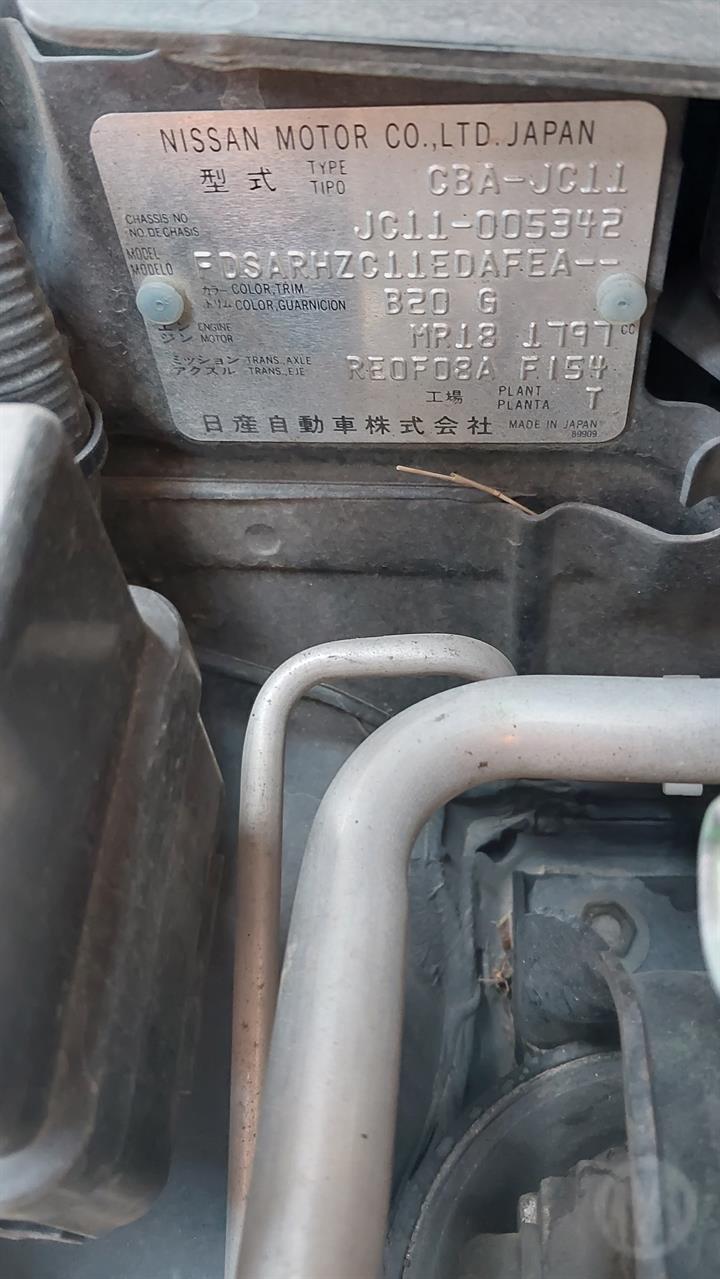 NISSAN MOTOR CO.,LTD. JAPAN
型式 TYPE TIPO CBA-JC11
CHASSIS NO NO.DE CHASIS JC11-005342
MODEL MODELO FDSARHZC11EDAFEA--
カラー COLOR,TRIM トリム COLOR,GUARNICION B20 G
エンジン ENGINE MOTOR MR18 1797 CC
ミッション TRANS.,AXLE アクスル TRANS.,EJE RE0F08A F154
工場 PLANT PLANTA T
日産自動車株式会社 MADE IN JAPAN
89909